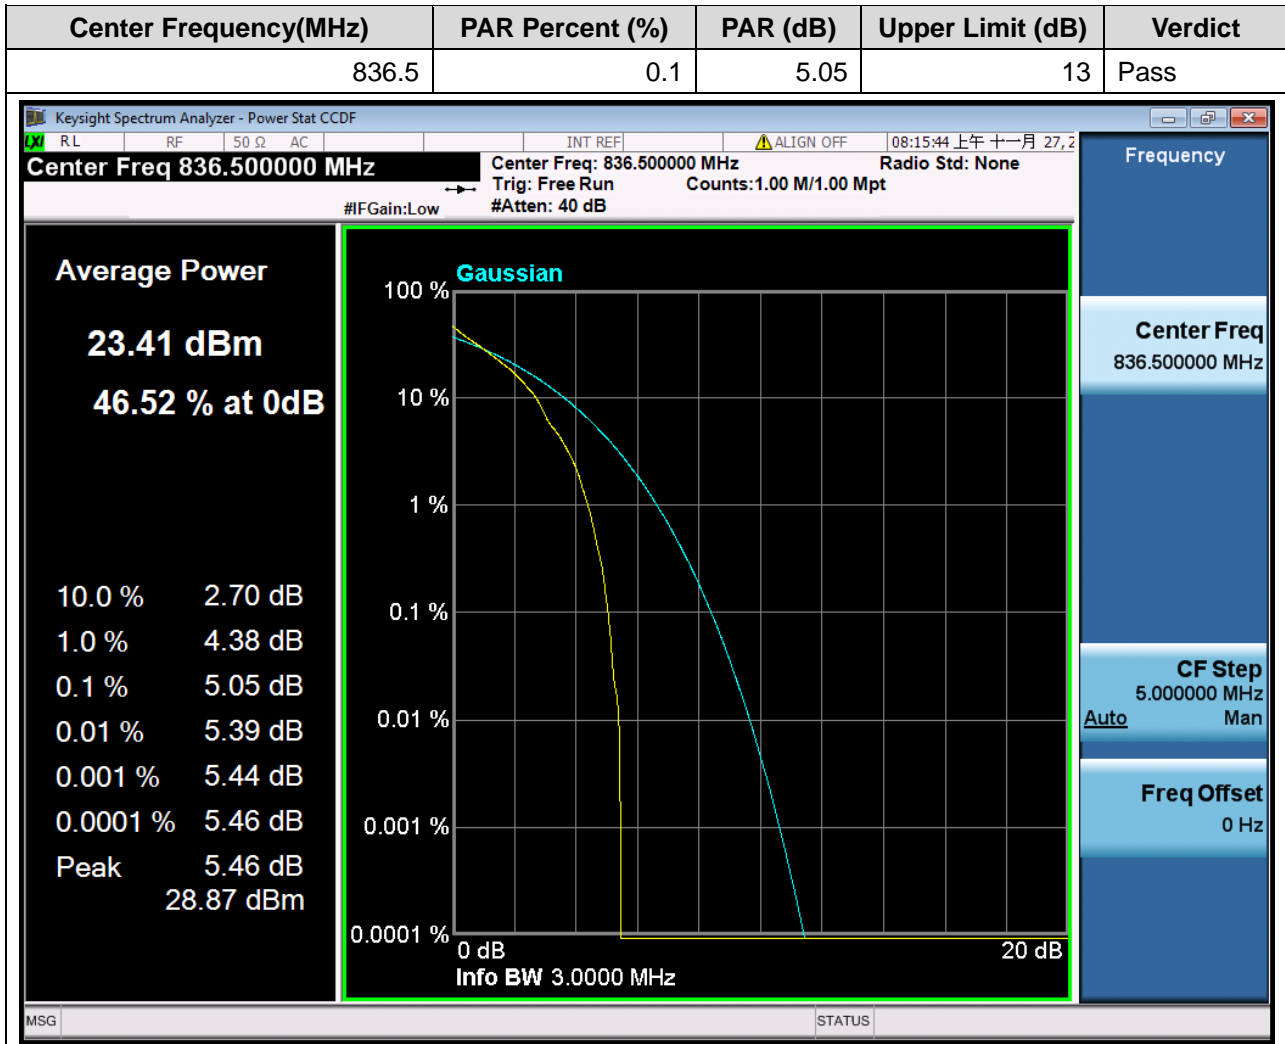 Center Frequency(MHz) PAR Percent (%) PAR (dB) Upper Limit (dB) Verdict
836.5 0.1 5.05 13 Pass
Keysight Spectrum Analyzer - Power Stat CCDF
LXI RL RF 50 Ω AC INT REF ALIGN OFF 08:15:44 上午 十一月 27, 2
Center Freq 836.500000 MHz
Center Freq: 836.500000 MHz Radio Std: None
Trig: Free Run Counts:1.00 M/1.00 Mpt
#IFGain:Low #Atten: 40 dB
Average Power
23.41 dBm
46.52 % at 0dB
10.0 % 2.70 dB
1.0 % 4.38 dB
0.1 % 5.05 dB
0.01 % 5.39 dB
0.001 % 5.44 dB
0.0001 % 5.46 dB
Peak 5.46 dB
28.87 dBm
Gaussian
100 %
10 %
1 %
0.1 %
0.01 %
0.001 %
0.0001 %
0 dB 20 dB
Info BW 3.0000 MHz
Frequency
Center Freq
836.500000 MHz
CF Step
5.000000 MHz
Auto Man
Freq Offset
0 Hz
MSG STATUS